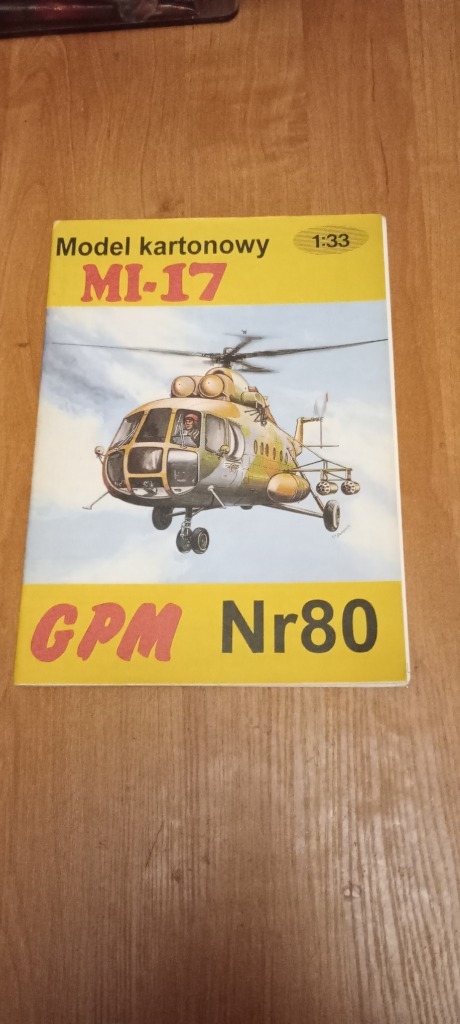 Model kartonowy 1:33
MI-17
GPM Nr80